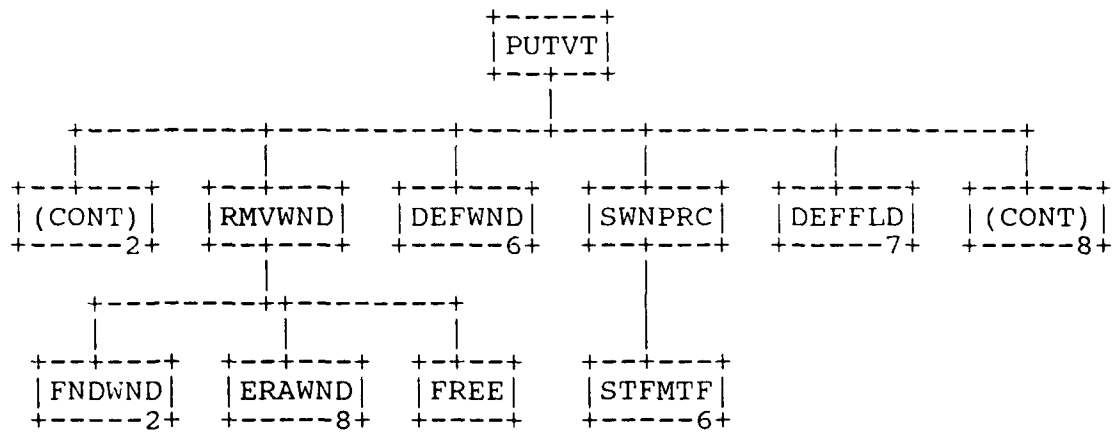 PUTVT
(CONT) RMVWND DEFWND SWNPRC DEFFLD (CONT)
2 6 7 8
FNDWND ERAWND FREE STFMTF
2 8 6